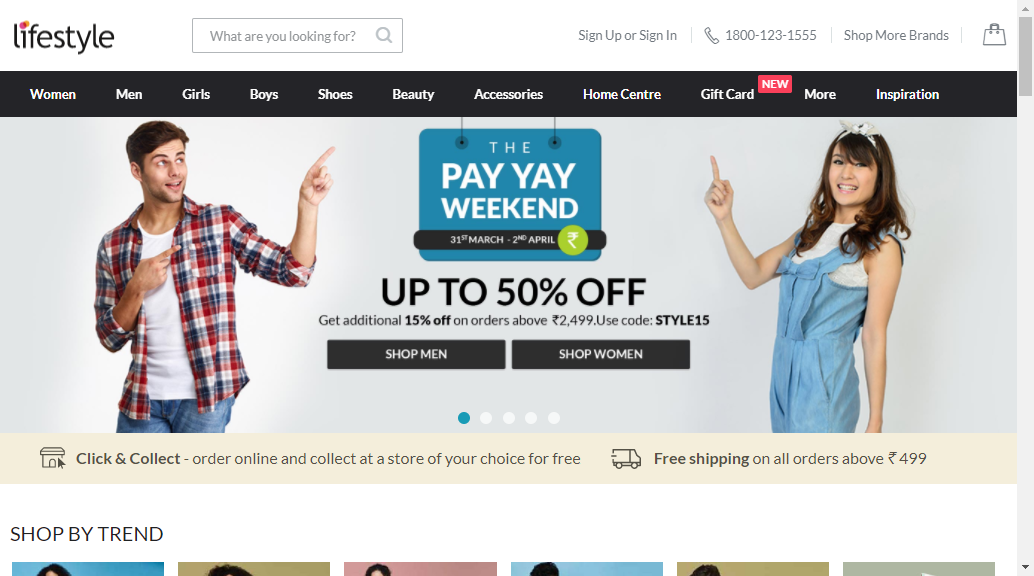 lifestyle
What are you looking for?
Sign Up or Sign In
1800-123-1555
Shop More Brands
Women Men Girls Boys Shoes Beauty Accessories Home Centre Gift Card NEW More Inspiration
THE
PAY YAY
WEEKEND
31ST MARCH - 2ND APRIL ₹
UP TO 50% OFF
Get additional 15% off on orders above ₹2,499.Use code: STYLE15
SHOP MEN SHOP WOMEN
Click & Collect - order online and collect at a store of your choice for free
Free shipping on all orders above ₹ 499
SHOP BY TREND